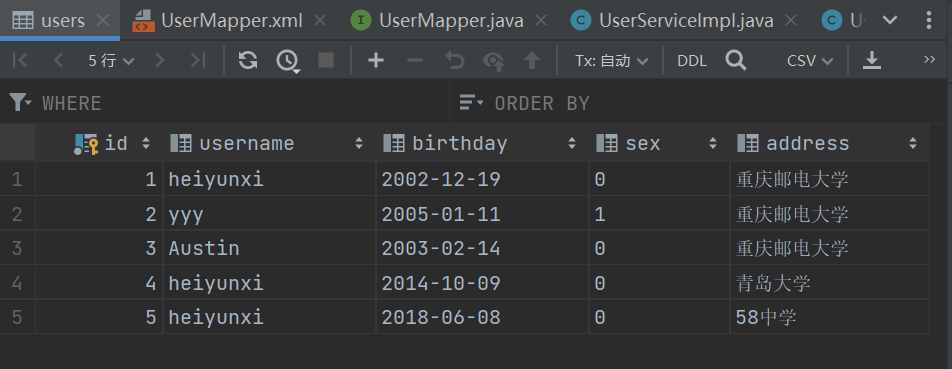 users UserMapper.xml UserMapper.java UserServiceImpl.java U
5 行 Tx: 自动 DDL CSV
WHERE ORDER BY
id username birthday sex address
1 1 heiyunxi 2002-12-19 0 重庆邮电大学
2 2 yyy 2005-01-11 1 重庆邮电大学
3 3 Austin 2003-02-14 0 重庆邮电大学
4 4 heiyunxi 2014-10-09 0 青岛大学
5 5 heiyunxi 2018-06-08 0 58中学